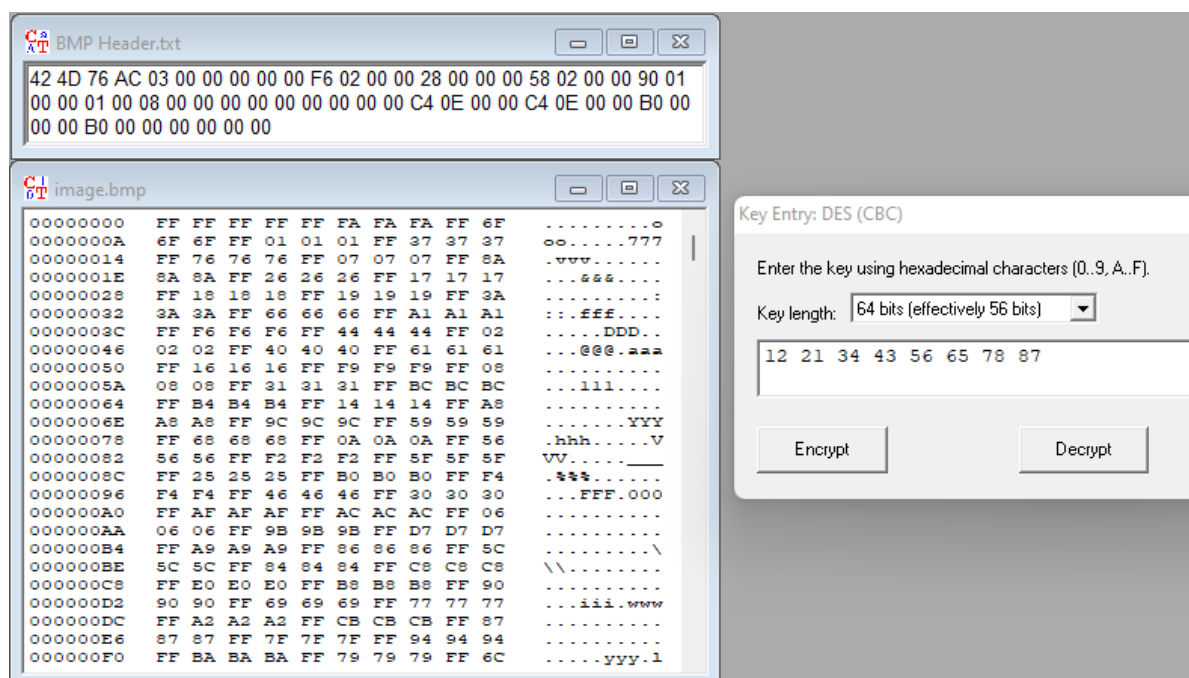 BMP Header.txt
42 4D 76 AC 03 00 00 00 00 00 F6 02 00 00 28 00 00 00 58 02 00 00 90 01
00 00 01 00 08 00 00 00 00 00 00 00 00 00 C4 0E 00 00 C4 0E 00 00 B0 00
00 00 B0 00 00 00 00 00 00
image.bmp
00000000 FF FF FF FF FF FA FA FA FF 6F .........o
0000000A 6F 6F FF 01 01 01 FF 37 37 37 oo.....777
00000014 FF 76 76 76 FF 07 07 07 FF 8A .vvv......
0000001E 8A 8A FF 26 26 26 FF 17 17 17 ...&&&....
00000028 FF 18 18 18 FF 19 19 19 FF 3A .........:
00000032 3A 3A FF 66 66 66 FF A1 A1 A1 ::.fff....
0000003C FF F6 F6 F6 FF 44 44 44 FF 02 .....DDD..
00000046 02 02 FF 40 40 40 FF 61 61 61 ...@@@.aaa
00000050 FF 16 16 16 FF F9 F9 F9 FF 08 ..........
0000005A 08 08 FF 31 31 31 FF BC BC BC ...111....
00000064 FF B4 B4 B4 FF 14 14 14 FF A8 ..........
0000006E A8 A8 FF 9C 9C 9C FF 59 59 59 .......YYY
00000078 FF 68 68 68 FF 0A 0A 0A FF 56 .hhh.....V
00000082 56 56 FF F2 F2 F2 FF 5F 5F 5F VV.....___
0000008C FF 25 25 25 FF B0 B0 B0 FF F4 .%%%......
00000096 F4 F4 FF 46 46 46 FF 30 30 30 ...FFF.000
000000A0 FF AF AF AF FF AC AC AC FF 06 ..........
000000AA 06 06 FF 9B 9B 9B FF D7 D7 D7 ..........
000000B4 FF A9 A9 A9 FF 86 86 86 FF 5C .........\
000000BE 5C 5C FF 84 84 84 FF C8 C8 C8 \\........
000000C8 FF E0 E0 E0 FF B8 B8 B8 FF 90 ..........
000000D2 90 90 FF 69 69 69 FF 77 77 77 ...iii.www
000000DC FF A2 A2 A2 FF CB CB CB FF 87 ..........
000000E6 87 87 FF 7F 7F 7F FF 94 94 94 ..........
000000F0 FF BA BA BA FF 79 79 79 FF 6C .....yyy.l
Key Entry: DES (CBC)
Enter the key using hexadecimal characters (0..9, A..F).
Key length: 64 bits (effectively 56 bits)
12 21 34 43 56 65 78 87
Encrypt Decrypt